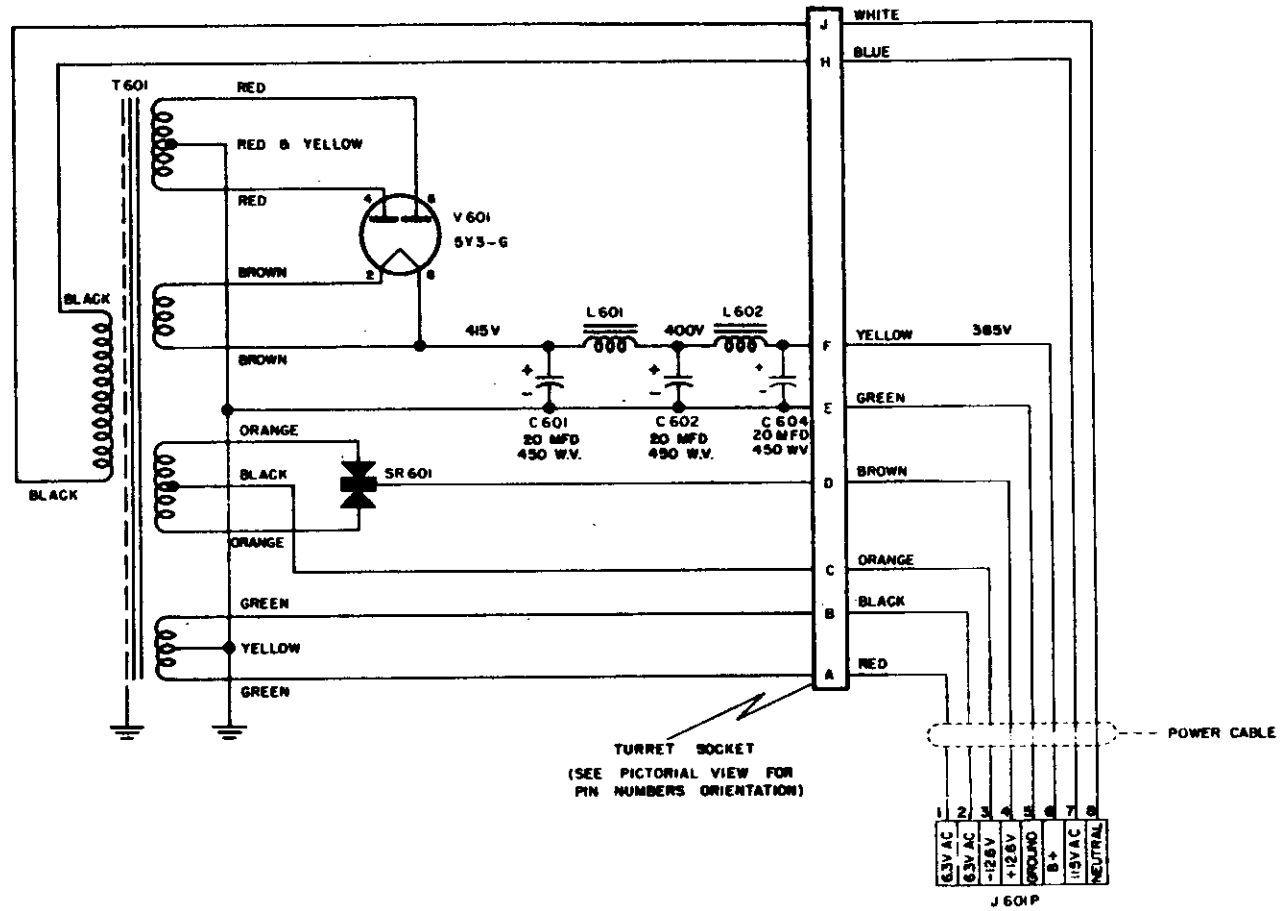 J WHITE
H BLUE
T601
RED
RED & YELLOW
RED
4 6
V601
5Y3-G
2 8
BROWN
BLACK
L601 L602
415V 400V
F YELLOW 385V
BROWN
+ + +
- - -
E GREEN
C601 C602 C604
20 MFD 20 MFD 20 MFD
450 W.V. 450 W.V. 450 WV
ORANGE
BLACK SR601
D BROWN
BLACK
ORANGE
C ORANGE
GREEN
B BLACK
YELLOW
A RED
GREEN
POWER CABLE
TURRET SOCKET
(SEE PICTORIAL VIEW FOR
PIN NUMBERS ORIENTATION)
1 2 3 4 5 6 7 8
6.3V AC
6.3V AC
-12.6V
+12.6V
GROUND
B+
115V AC
NEUTRAL
J601P